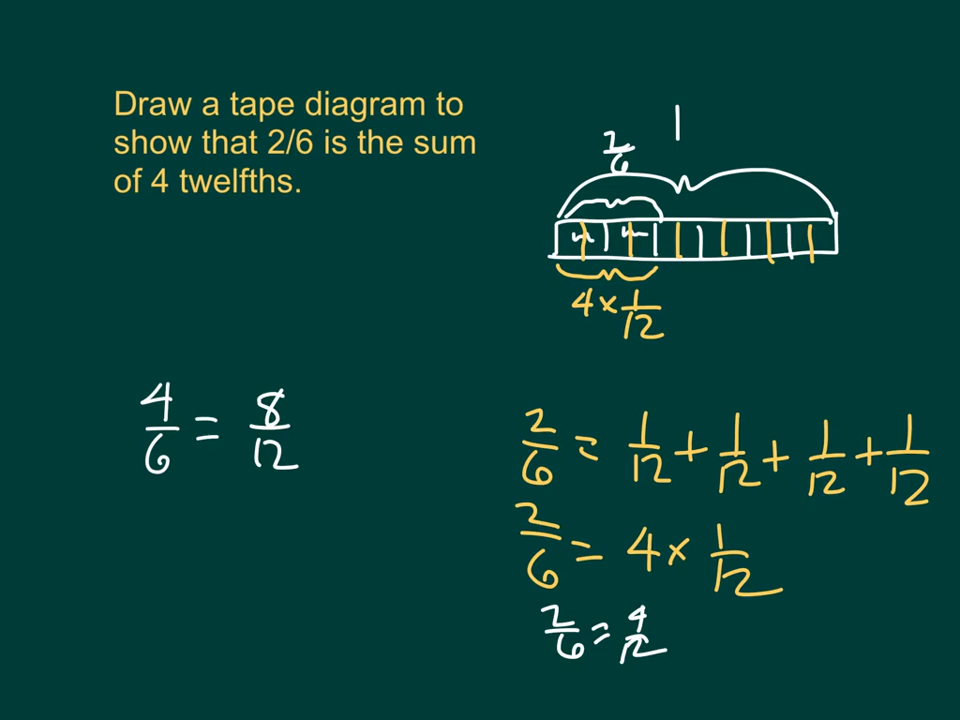 Draw a tape diagram to
show that 2/6 is the sum
of 4 twelfths.
1
2/6
4 × 1/12
4/6 = 8/12
2/6 = 1/12 + 1/12 + 1/12 + 1/12
2/6 = 4 × 1/12
2/6 = 4/12